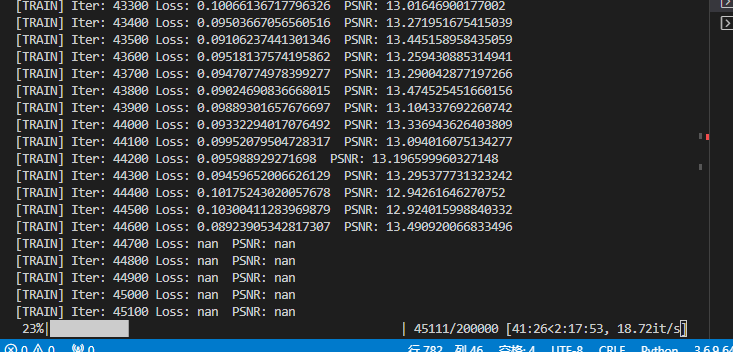 [TRAIN] Iter: 43300 Loss: 0.10066136717796326  PSNR: 13.01646900177002
[TRAIN] Iter: 43400 Loss: 0.09503667056560516  PSNR: 13.271951675415039
[TRAIN] Iter: 43500 Loss: 0.09106237441301346  PSNR: 13.445158958435059
[TRAIN] Iter: 43600 Loss: 0.09518137574195862  PSNR: 13.259430885314941
[TRAIN] Iter: 43700 Loss: 0.09470774978399277  PSNR: 13.290042877197266
[TRAIN] Iter: 43800 Loss: 0.09024690836668015  PSNR: 13.474525451660156
[TRAIN] Iter: 43900 Loss: 0.09889301657676697  PSNR: 13.104337692260742
[TRAIN] Iter: 44000 Loss: 0.09332294017076492  PSNR: 13.336943626403809
[TRAIN] Iter: 44100 Loss: 0.09952079504728317  PSNR: 13.094016075134277
[TRAIN] Iter: 44200 Loss: 0.095988929271698  PSNR: 13.196599960327148
[TRAIN] Iter: 44300 Loss: 0.09459652006626129  PSNR: 13.295377731323242
[TRAIN] Iter: 44400 Loss: 0.10175243020057678  PSNR: 12.94261646270752
[TRAIN] Iter: 44500 Loss: 0.10300411283969879  PSNR: 12.924015998840332
[TRAIN] Iter: 44600 Loss: 0.08923905342817307  PSNR: 13.490920066833496
[TRAIN] Iter: 44700 Loss: nan  PSNR: nan
[TRAIN] Iter: 44800 Loss: nan  PSNR: nan
[TRAIN] Iter: 44900 Loss: nan  PSNR: nan
[TRAIN] Iter: 45000 Loss: nan  PSNR: nan
[TRAIN] Iter: 45100 Loss: nan  PSNR: nan
23%| | 45111/200000 [41:26<2:17:53, 18.72it/s]
0 0 0 行 782, 列 46 空格: 4 UTF-8 CRLF Python 3.6.9 64